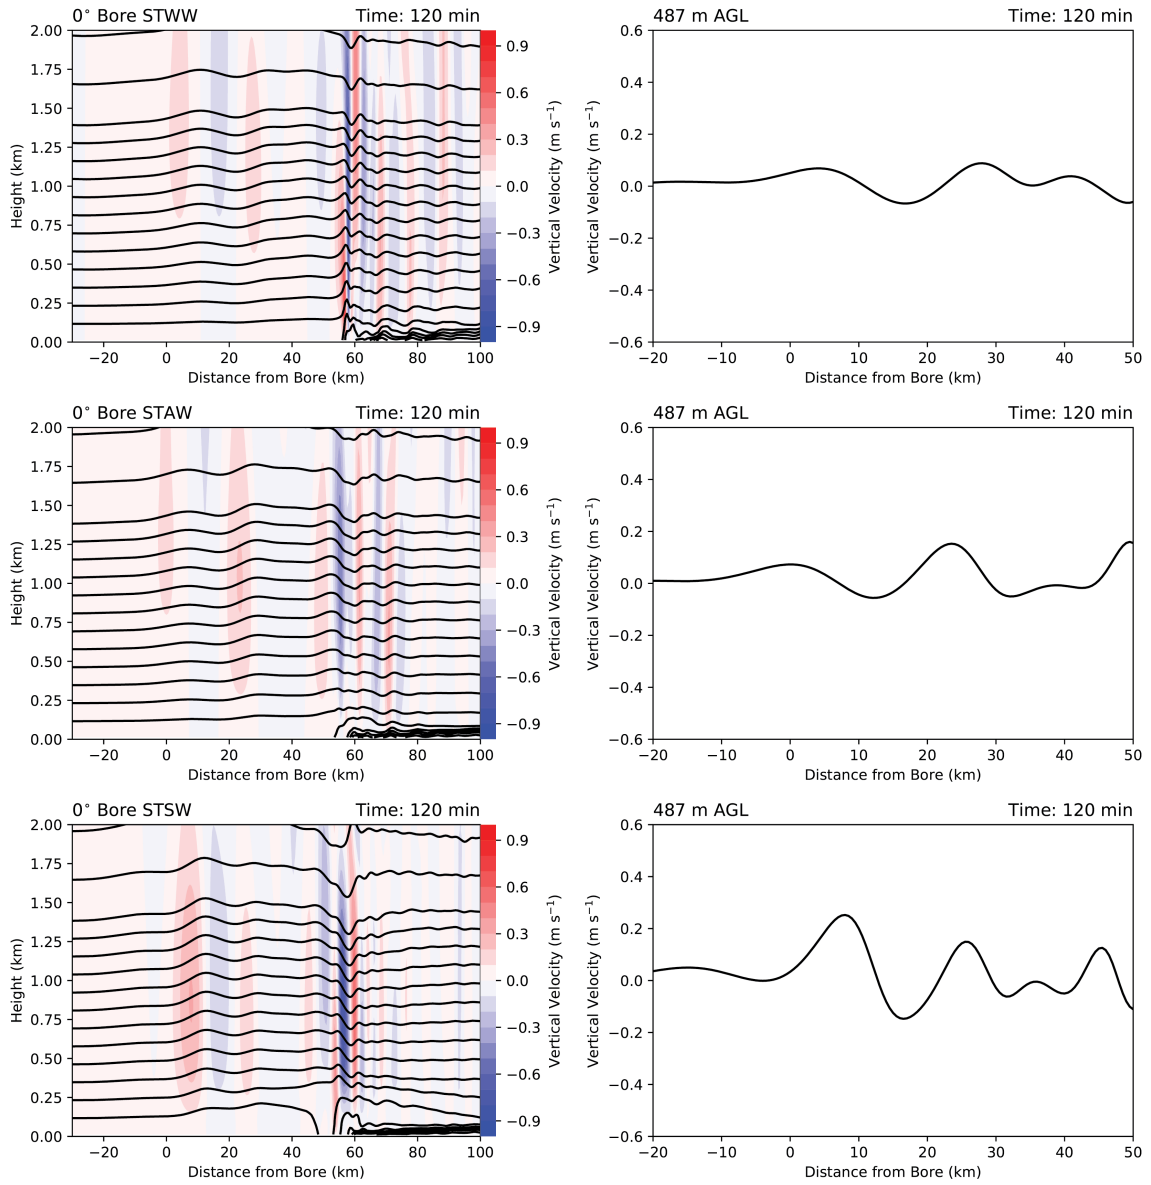 0° Bore STWW Time: 120 min
2.00
1.75
1.50
1.25
1.00
0.75
0.50
0.25
0.00
Height (km)
−20 0 20 40 60 80 100
Distance from Bore (km)
0.9
0.6
0.3
0.0
−0.3
−0.6
−0.9
Vertical Velocity (m s⁻¹)
487 m AGL Time: 120 min
0.6
0.4
0.2
0.0
−0.2
−0.4
−0.6
Vertical Velocity (m s⁻¹)
−20 −10 0 10 20 30 40 50
Distance from Bore (km)
0° Bore STAW Time: 120 min
2.00
1.75
1.50
1.25
1.00
0.75
0.50
0.25
0.00
Height (km)
−20 0 20 40 60 80 100
Distance from Bore (km)
0.9
0.6
0.3
0.0
−0.3
−0.6
−0.9
Vertical Velocity (m s⁻¹)
487 m AGL Time: 120 min
0.6
0.4
0.2
0.0
−0.2
−0.4
−0.6
Vertical Velocity (m s⁻¹)
−20 −10 0 10 20 30 40 50
Distance from Bore (km)
0° Bore STSW Time: 120 min
2.00
1.75
1.50
1.25
1.00
0.75
0.50
0.25
0.00
Height (km)
−20 0 20 40 60 80 100
Distance from Bore (km)
0.9
0.6
0.3
0.0
−0.3
−0.6
−0.9
Vertical Velocity (m s⁻¹)
487 m AGL Time: 120 min
0.6
0.4
0.2
0.0
−0.2
−0.4
−0.6
Vertical Velocity (m s⁻¹)
−20 −10 0 10 20 30 40 50
Distance from Bore (km)